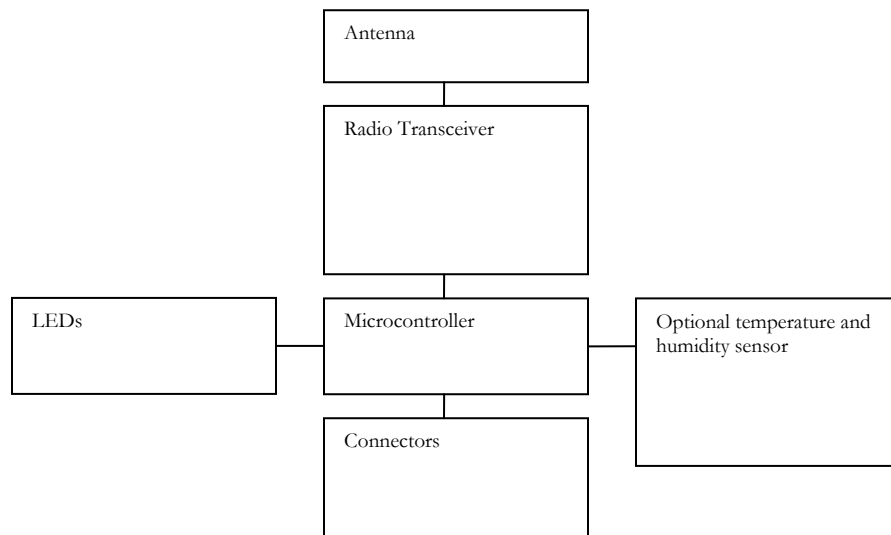 Antenna
Radio Transceiver
LEDs
Microcontroller
Optional temperature and
humidity sensor
Connectors